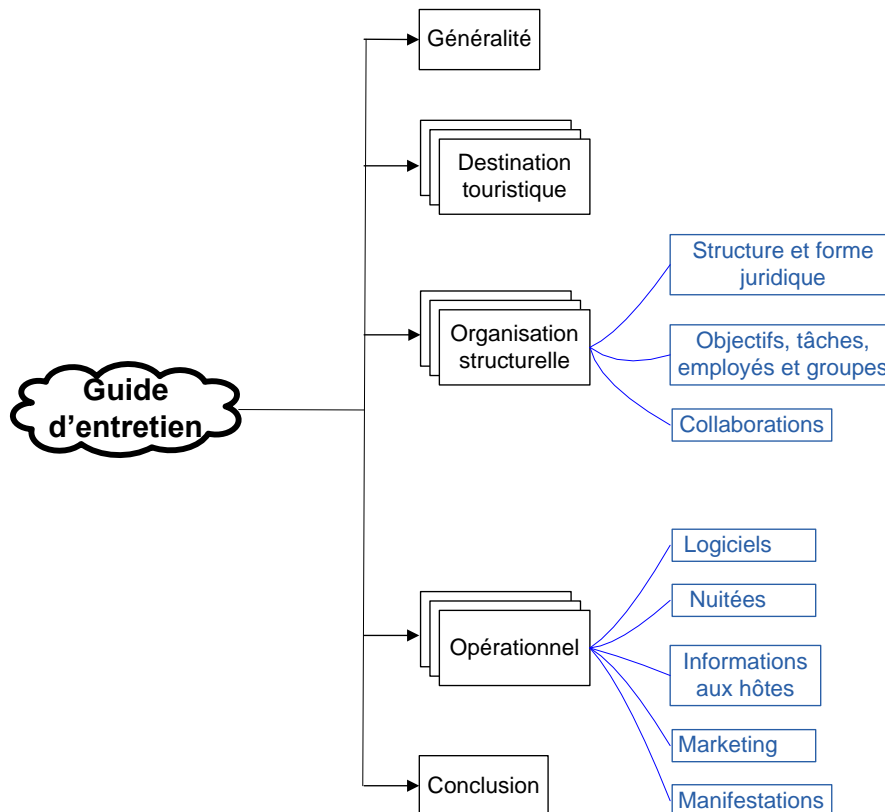 Généralité
Destination
touristique
Structure et forme
juridique
Organisation
structurelle
Objectifs, tâches,
employés et groupes
Collaborations
Guide
d'entretien
Logiciels
Nuitées
Opérationnel
Informations
aux hôtes
Marketing
Conclusion
Manifestations